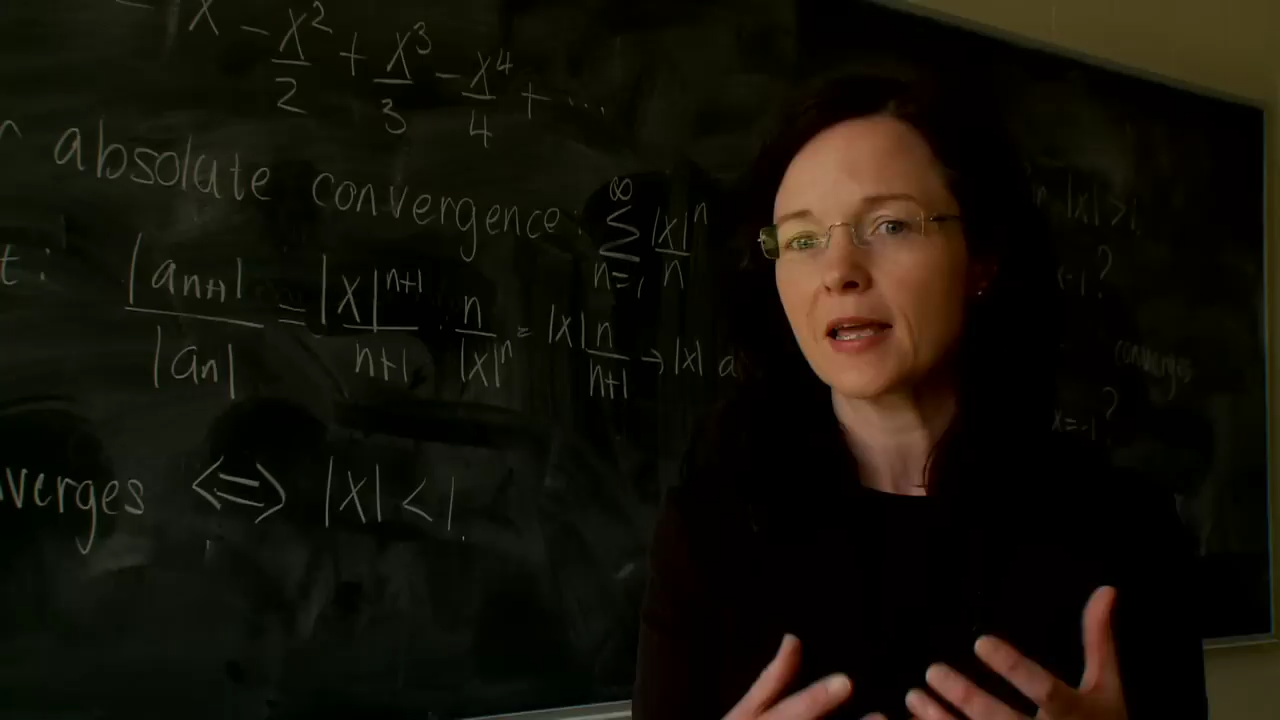 x - x²/2 + x³/3 - x⁴/4 + ...
absolute convergence: ∑_{n=1}^{∞} |x|ⁿ/n
t: |aₙ₊₁|/|aₙ| = |x|ⁿ⁺¹/n+1 · n/|x|ⁿ = |x| n/n+1 → |x| a
verges ⟺ |x| < 1.
|x| > 1.
-1?
converges
x = -1?